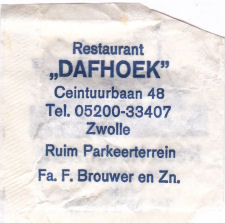 Restaurant
„DAFHOEK”
Ceintuurbaan 48
Tel. 05200-33407
Zwolle
Ruim Parkeerterrein
Fa. F. Brouwer en Zn.